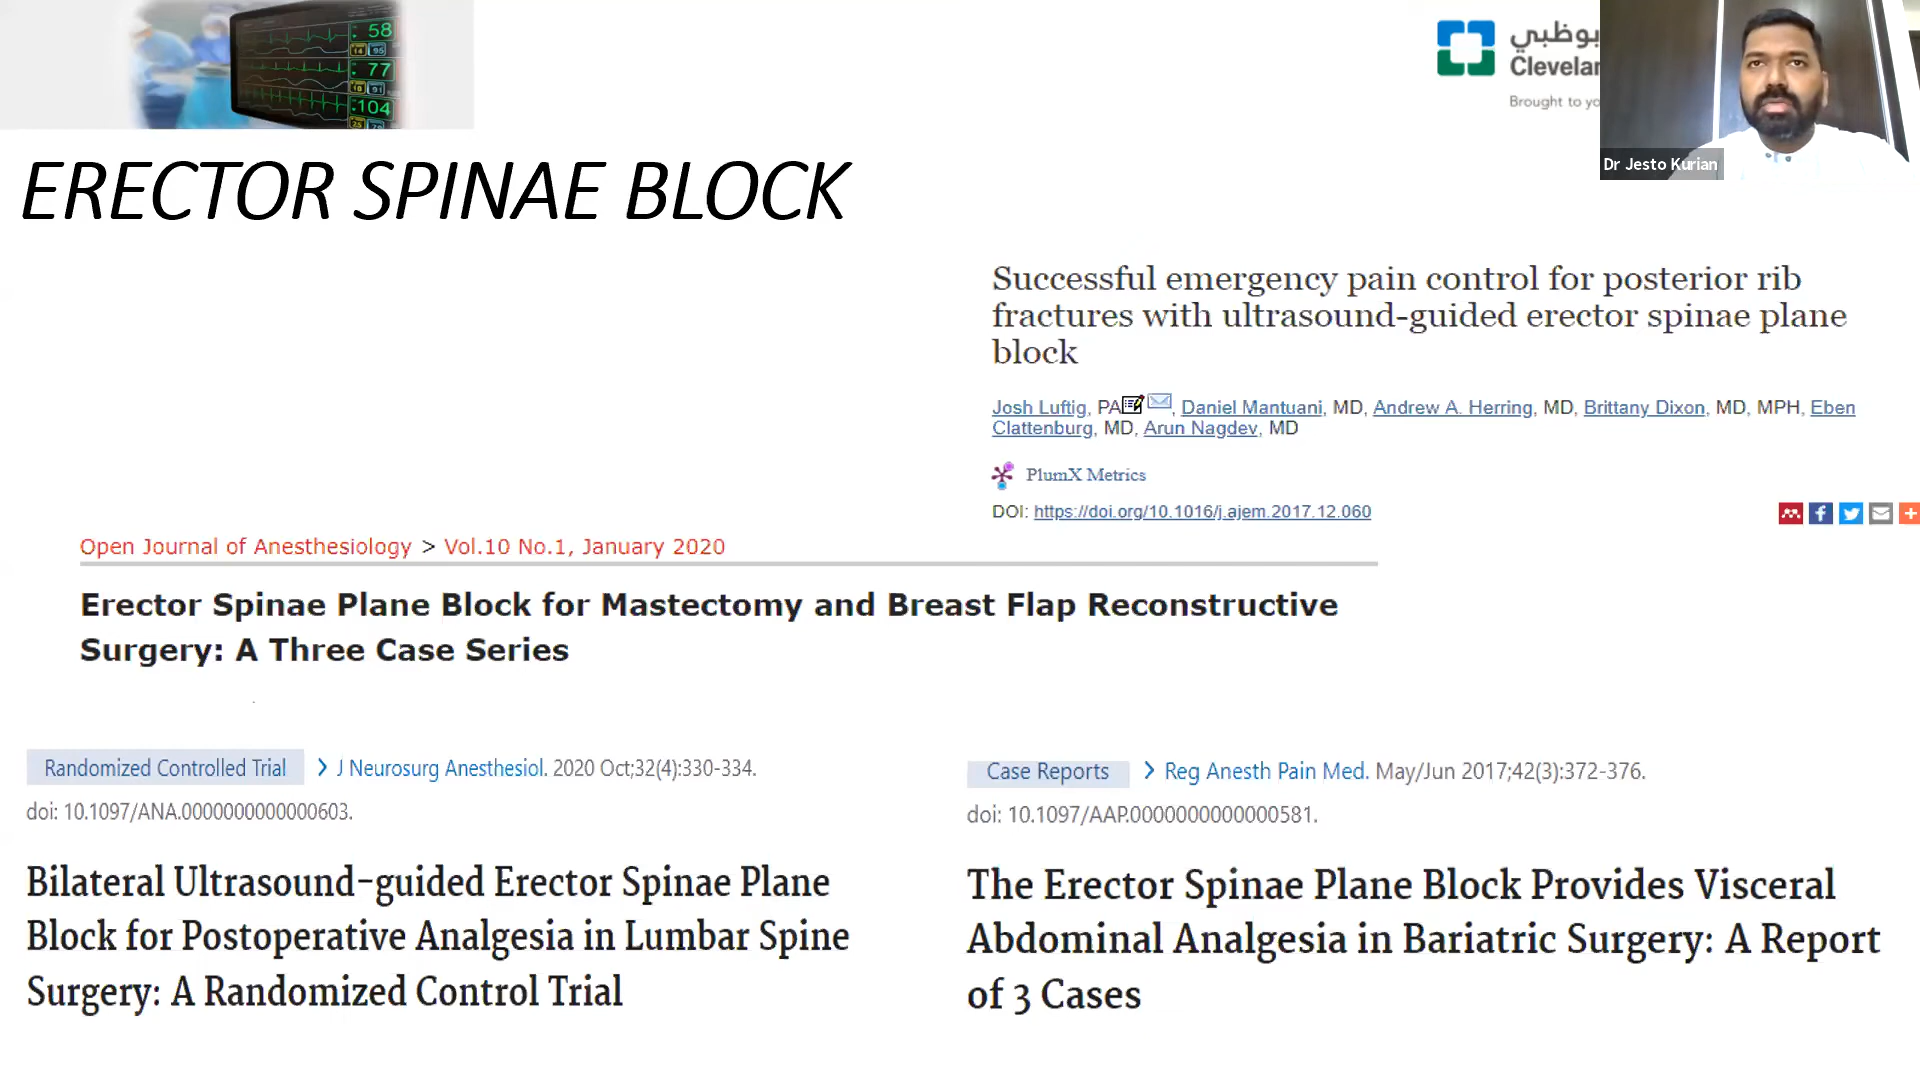 58
14 95
77
10 91
104
بوظبي
Clevelan
Brought to yo
Dr Jesto Kurian
ERECTOR SPINAE BLOCK
Successful emergency pain control for posterior rib
fractures with ultrasound-guided erector spinae plane
block
Josh Luftig, PA, Daniel Mantuani, MD, Andrew A. Herring, MD, Brittany Dixon, MD, MPH, Eben
Clattenburg, MD, Arun Nagdev, MD
PlumX Metrics
DOI: https://doi.org/10.1016/j.ajem.2017.12.060
Open Journal of Anesthesiology > Vol.10 No.1, January 2020
Erector Spinae Plane Block for Mastectomy and Breast Flap Reconstructive
Surgery: A Three Case Series
Randomized Controlled Trial > J Neurosurg Anesthesiol. 2020 Oct;32(4):330-334.
doi: 10.1097/ANA.0000000000000603.
Bilateral Ultrasound-guided Erector Spinae Plane
Block for Postoperative Analgesia in Lumbar Spine
Surgery: A Randomized Control Trial
Case Reports > Reg Anesth Pain Med. May/Jun 2017;42(3):372-376.
doi: 10.1097/AAP.0000000000000581.
The Erector Spinae Plane Block Provides Visceral
Abdominal Analgesia in Bariatric Surgery: A Report
of 3 Cases